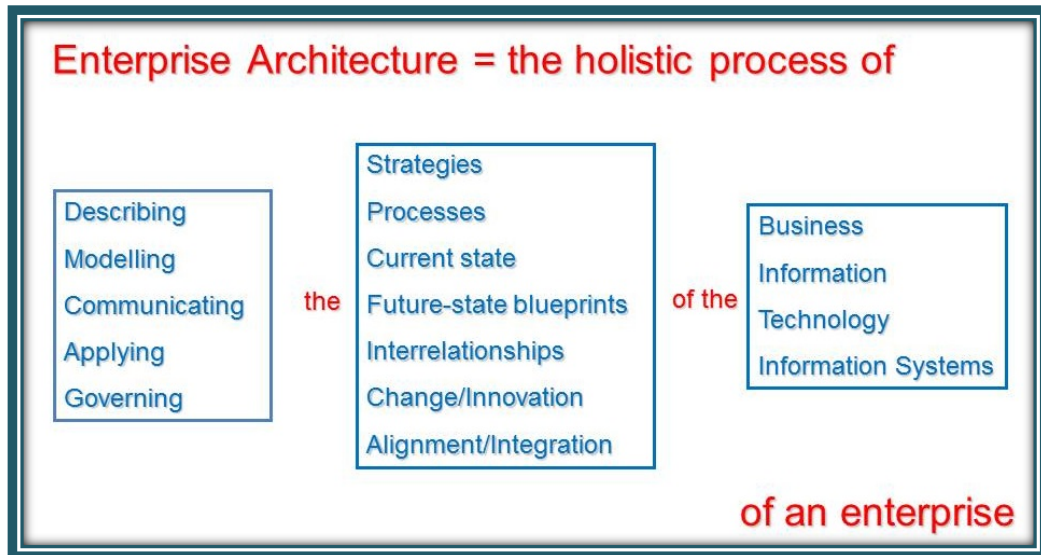 Enterprise Architecture = the holistic process of
Describing
Modelling
Communicating
Applying
Governing
the
Strategies
Processes
Current state
Future-state blueprints
Interrelationships
Change/Innovation
Alignment/Integration
of the
Business
Information
Technology
Information Systems
of an enterprise